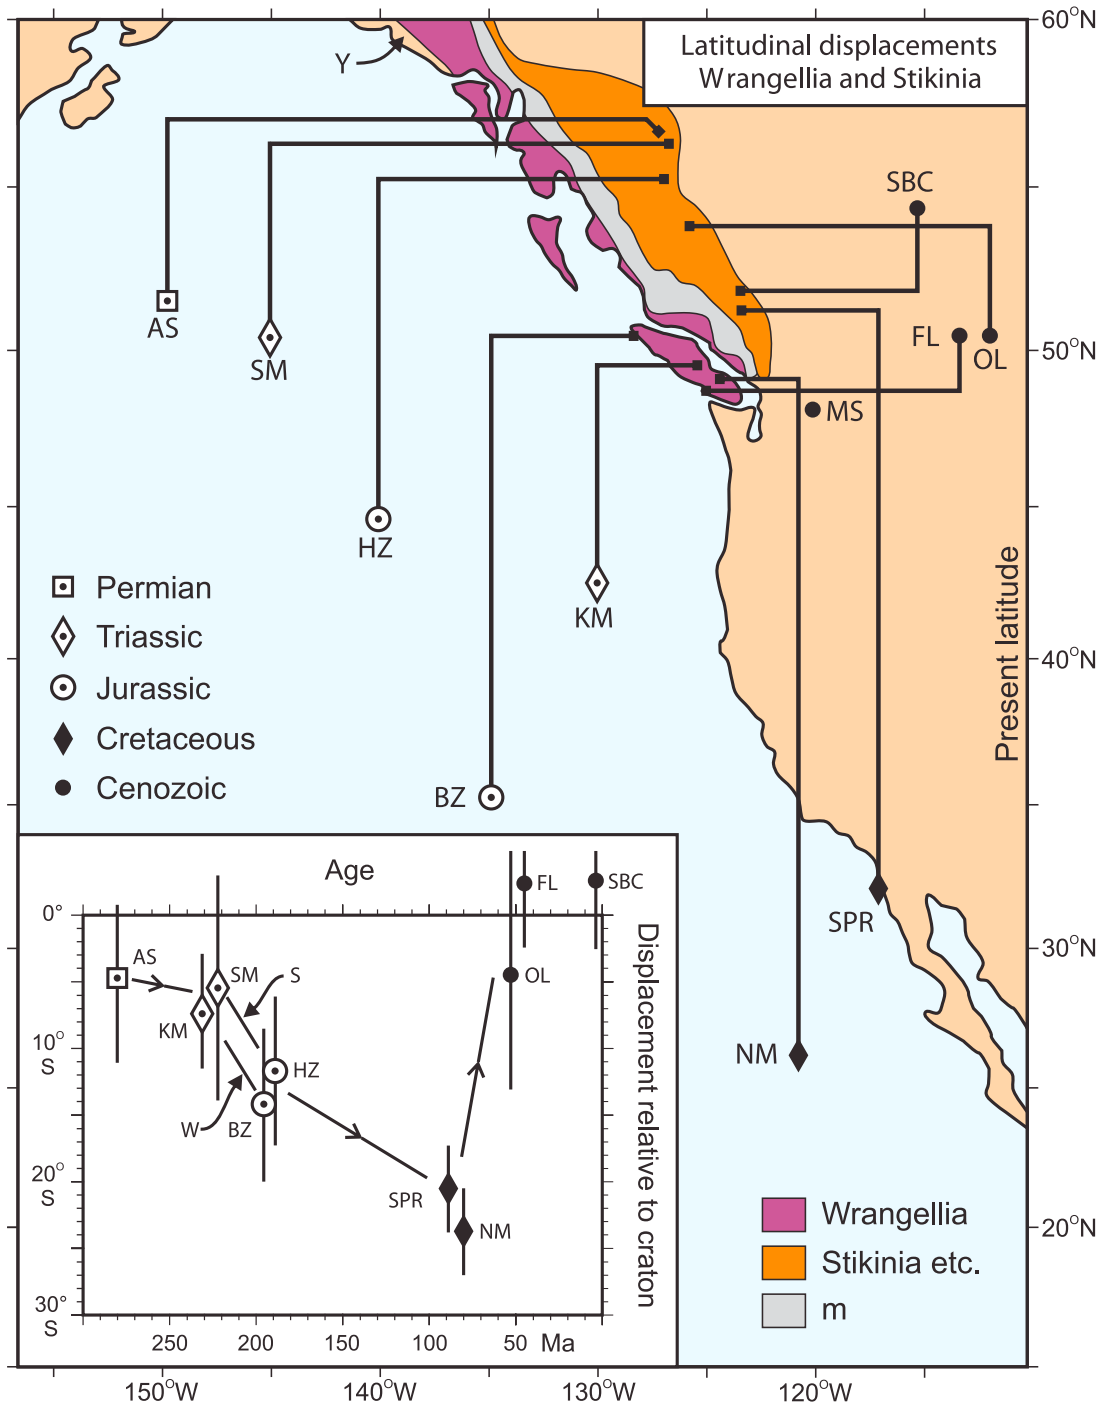 60°N
Latitudinal displacements
Wrangellia and Stikinia
Y
SBC
AS
SM
FL
OL
50°N
MS
HZ
KM
Permian
Triassic
Jurassic
Cretaceous
Cenozoic
Present latitude
40°N
BZ
SPR
30°N
NM
Age
FL
SBC
0°
AS
SM
S
OL
KM
10°
S
HZ
W
BZ
20°
S
SPR
NM
30°
S
250
200
150
100
50
Ma
Displacement relative to craton
Wrangellia
20°N
Stikinia etc.
m
150°W
140°W
130°W
120°W